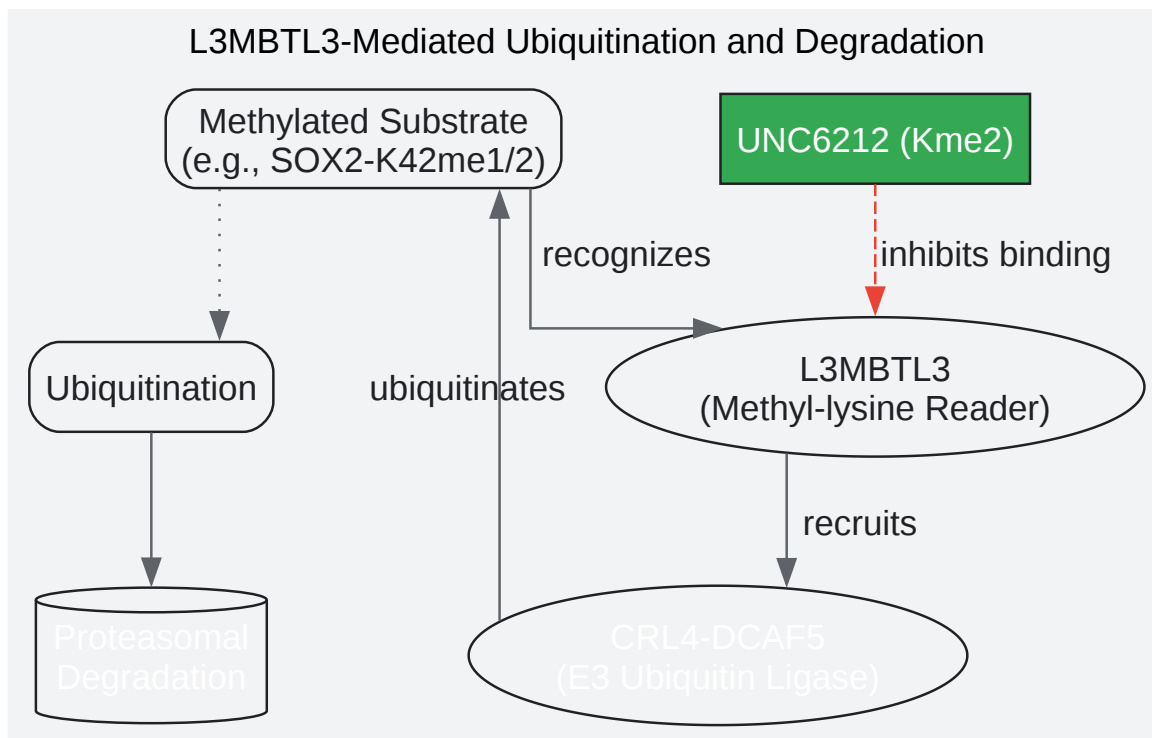 L3MBTL3-Mediated Ubiquitination and Degradation
Methylated Substrate
(e.g., SOX2-K42me1/2)
UNC6212 (Kme2)
recognizes
inhibits binding
Ubiquitination
ubiquitinates
L3MBTL3
(Methyl-lysine Reader)
recruits
Proteasomal
Degradation
CRL4-DCAF5
(E3 Ubiquitin Ligase)